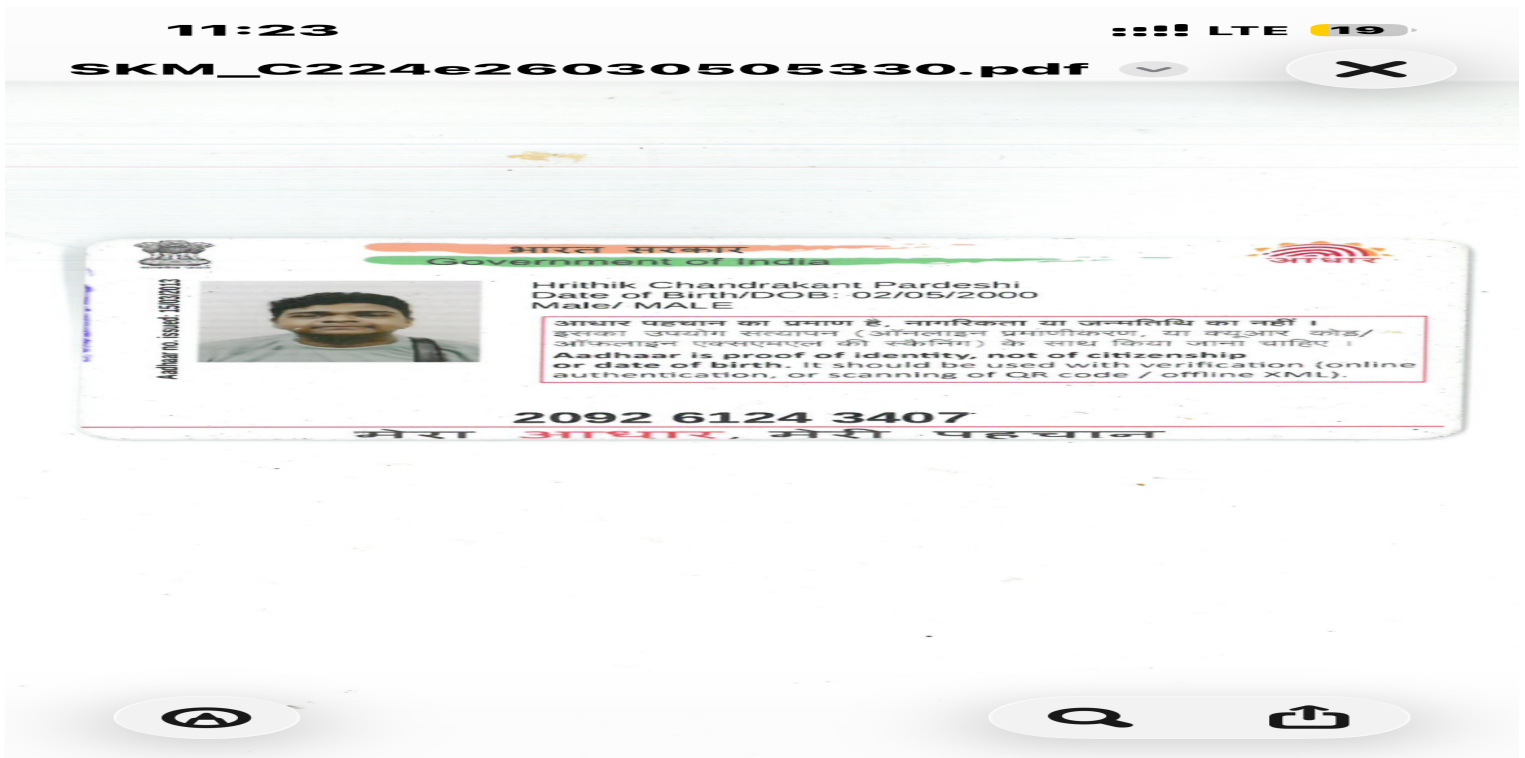 11:23
LTE 19
SKM_C224e26030505330.pdf
भारत सरकार
Government of India
आधार
Aadhaar no. issued: 15/03/2013
Hrithik Chandrakant Pardeshi
Date of Birth/DOB: 02/05/2000
Male/ MALE
आधार पहचान का प्रमाण है, नागरिकता या जन्मतिथि का नहीं ।
इसका उपयोग सत्यापन (ऑनलाइन प्रमाणीकरण, या क्यूआर कोड/
ऑफलाइन एक्सएमएल की स्कैनिंग) के साथ किया जाना चाहिए ।
Aadhaar is proof of identity, not of citizenship
or date of birth. It should be used with verification (online
authentication, or scanning of QR code / offline XML).
2092 6124 3407
मेरा आधार, मेरी पहचान